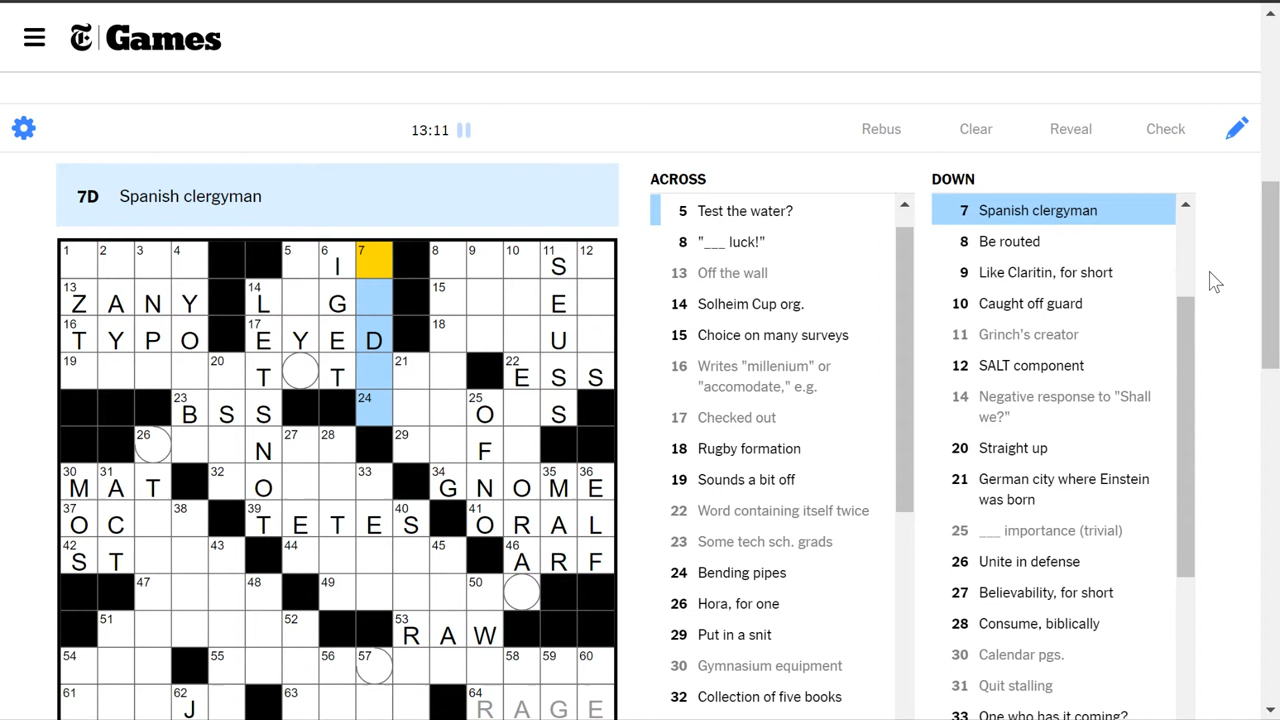 T Games
13:11
Rebus Clear Reveal Check
7D Spanish clergyman
ACROSS
5 Test the water?
8 "___ luck!"
13 Off the wall
14 Solheim Cup org.
15 Choice on many surveys
16 Writes "millenium" or
"accomodate," e.g.
17 Checked out
18 Rugby formation
19 Sounds a bit off
22 Word containing itself twice
23 Some tech sch. grads
24 Bending pipes
26 Hora, for one
29 Put in a snit
30 Gymnasium equipment
32 Collection of five books
DOWN
7 Spanish clergyman
8 Be routed
9 Like Claritin, for short
10 Caught off guard
11 Grinch's creator
12 SALT component
14 Negative response to "Shall
we?"
20 Straight up
21 German city where Einstein
was born
25 ___ importance (trivial)
26 Unite in defense
27 Believability, for short
28 Consume, biblically
30 Calendar pgs.
31 Quit stalling
33 One who has it coming?
1 2 3 4 5 6 7 8 9 10 11 12
I S
13 14 15
Z A N Y L G E
16 17 18
T Y P O E Y E D U
19 20 21 22
T T E S S
23 24 25
B S S S O S
26 27 28 29
N F
30 31 32 33 34 35 36
M A T O G N O M E
37 38 39 40 41
O C T E T E S O R A L
42 43 44 45 46
S T A R F
47 48 49 50
51 52 53
R A W
54 55 56 57 58 59 60
61 62 63 64
J R A G E